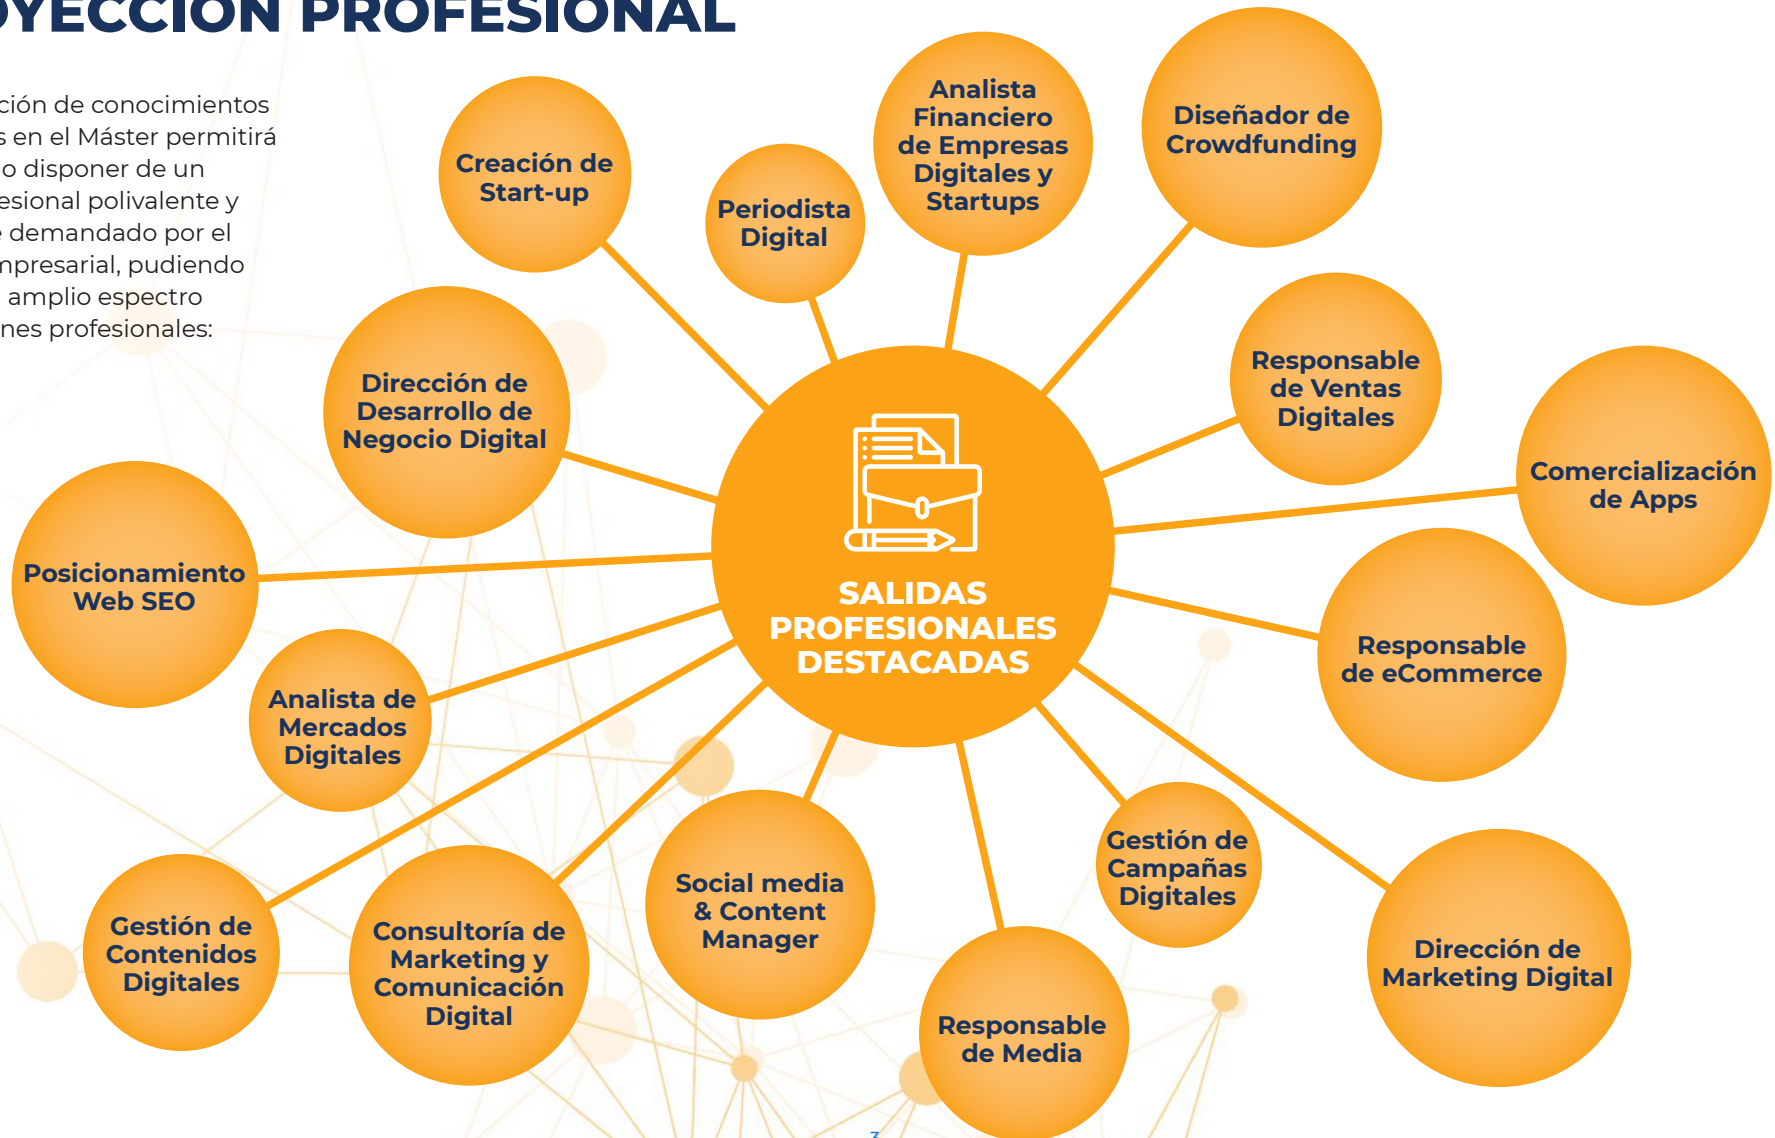 OYECCIÓN PROFESIONAL
ción de conocimientos
s en el Máster permitirá
o disponer de un
esional polivalente y
e demandado por el
mpresarial, pudiendo
amplio espectro
nes profesionales:
Creación de
Start-up
Periodista
Digital
Analista
Financiero
de Empresas
Digitales y
Startups
Diseñador de
Crowdfunding
Dirección de
Desarrollo de
Negocio Digital
Responsable
de Ventas
Digitales
Comercialización
de Apps
Posicionamiento
Web SEO
SALIDAS
PROFESIONALES
DESTACADAS
Responsable
de eCommerce
Analista de
Mercados
Digitales
Gestión de
Contenidos
Digitales
Consultoría de
Marketing y
Comunicación
Digital
Social media
& Content
Manager
Responsable
de Media
Gestión de
Campañas
Digitales
Dirección de
Marketing Digital
3